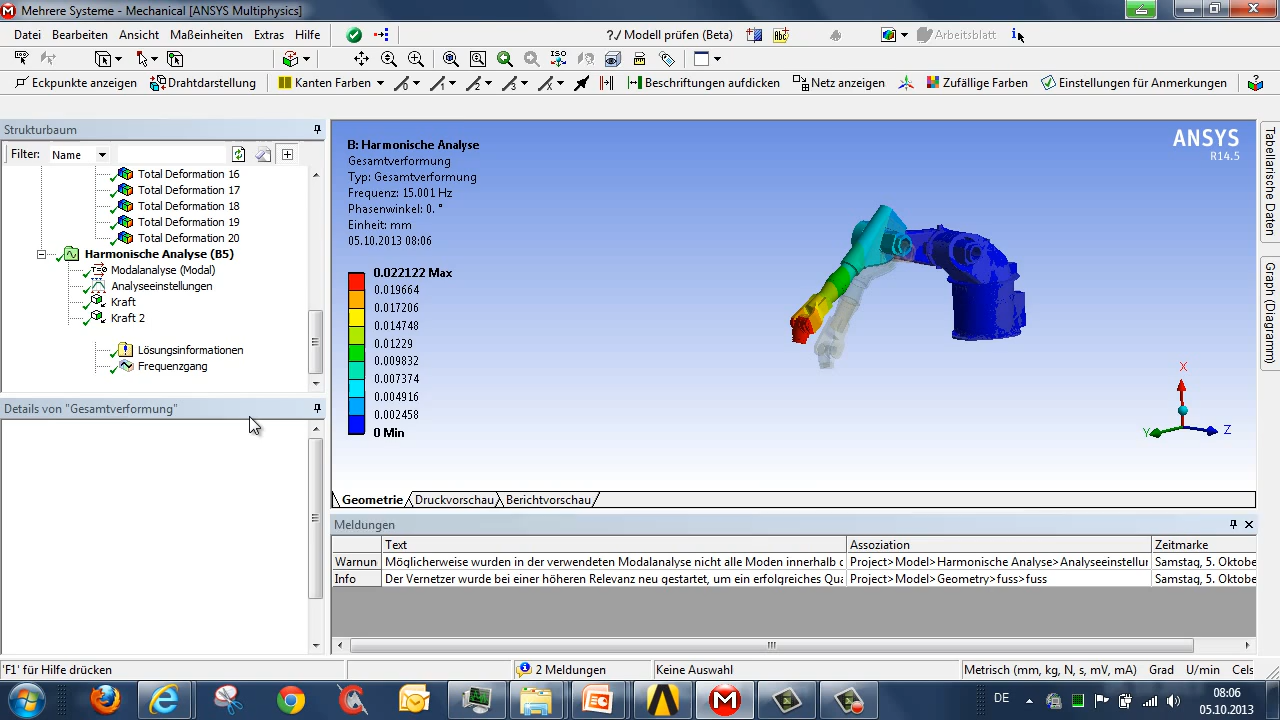 Mehrere Systeme - Mechanical [ANSYS Multiphysics]
Datei Bearbeiten Ansicht Maßeinheiten Extras Hilfe
?✓ Modell prüfen (Beta)
Arbeitsblatt
Eckpunkte anzeigen Drahtdarstellung Kanten Farben Beschriftungen aufdicken Netz anzeigen Zufällige Farben Einstellungen für Anmerkungen
Strukturbaum
Filter: Name
Total Deformation 16
Total Deformation 17
Total Deformation 18
Total Deformation 19
Total Deformation 20
Harmonische Analyse (B5)
Modalanalyse (Modal)
Analyseeinstellungen
Kraft
Kraft 2
Lösungsinformationen
Frequenzgang
Details von "Gesamtverformung"
B: Harmonische Analyse
Gesamtverformung
Typ: Gesamtverformung
Frequenz: 15.001 Hz
Phasenwinkel: 0. °
Einheit: mm
05.10.2013 08:06
0.022122 Max
0.019664
0.017206
0.014748
0.01229
0.009832
0.007374
0.004916
0.002458
0 Min
ANSYS
R14.5
X
Y
Z
Tabellarische Daten
Graph (Diagramm)
Geometrie Druckvorschau Berichtvorschau
Meldungen
Text Assoziation Zeitmarke
Warnun Möglicherweise wurden in der verwendeten Modalanalyse nicht alle Moden innerhalb d Project>Model>Harmonische Analyse>Analyseeinstellur Samstag, 5. Oktobe
Info Der Vernetzer wurde bei einer höheren Relevanz neu gestartet, um ein erfolgreiches Qua Project>Model>Geometry>fuss>fuss Samstag, 5. Oktobe
'F1' für Hilfe drücken
2 Meldungen
Keine Auswahl
Metrisch (mm, kg, N, s, mV, mA) Grad U/min Cels
DE
08:06
05.10.2013